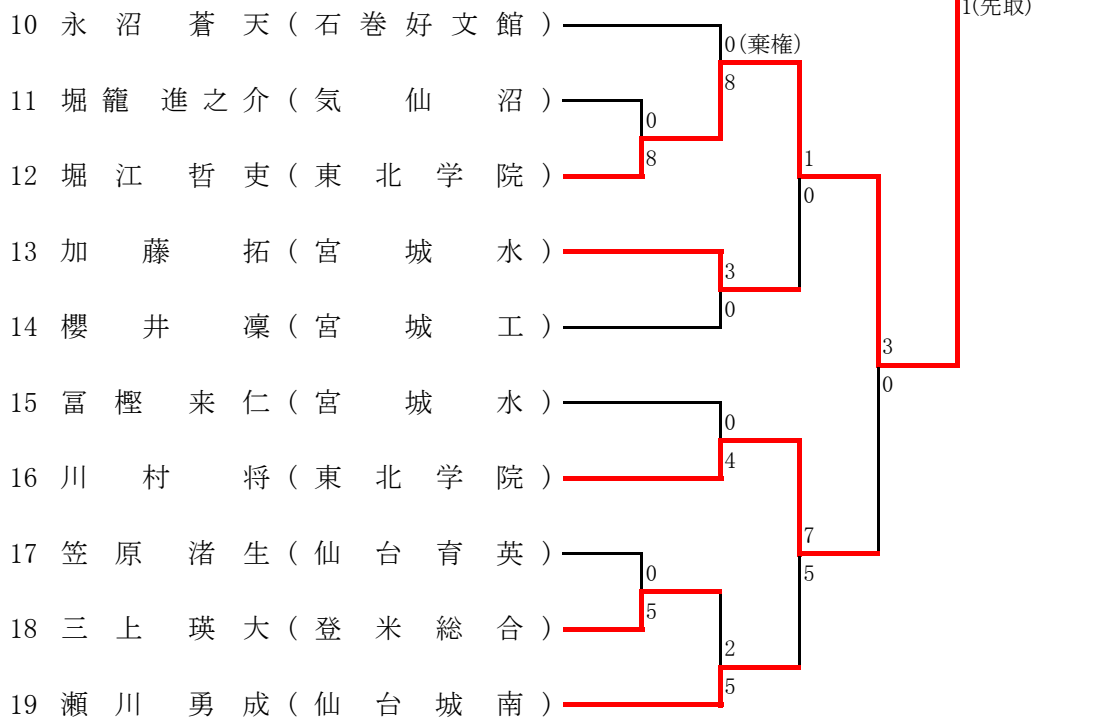 1(先取)
10 永沼 蒼天(石巻好文館)
0(棄権)
8
11 堀籠 進之介(気仙沼)
0
8
12 堀江 哲吏(東北学院)
1
0
13 加藤 拓(宮城水)
3
0
14 櫻井 凜(宮城工)
3
0
15 冨樫 来仁(宮城水)
0
4
16 川村 将(東北学院)
7
5
17 笠原 渚生(仙台育英)
0
5
18 三上 瑛大(登米総合)
2
5
19 瀬川 勇成(仙台城南)